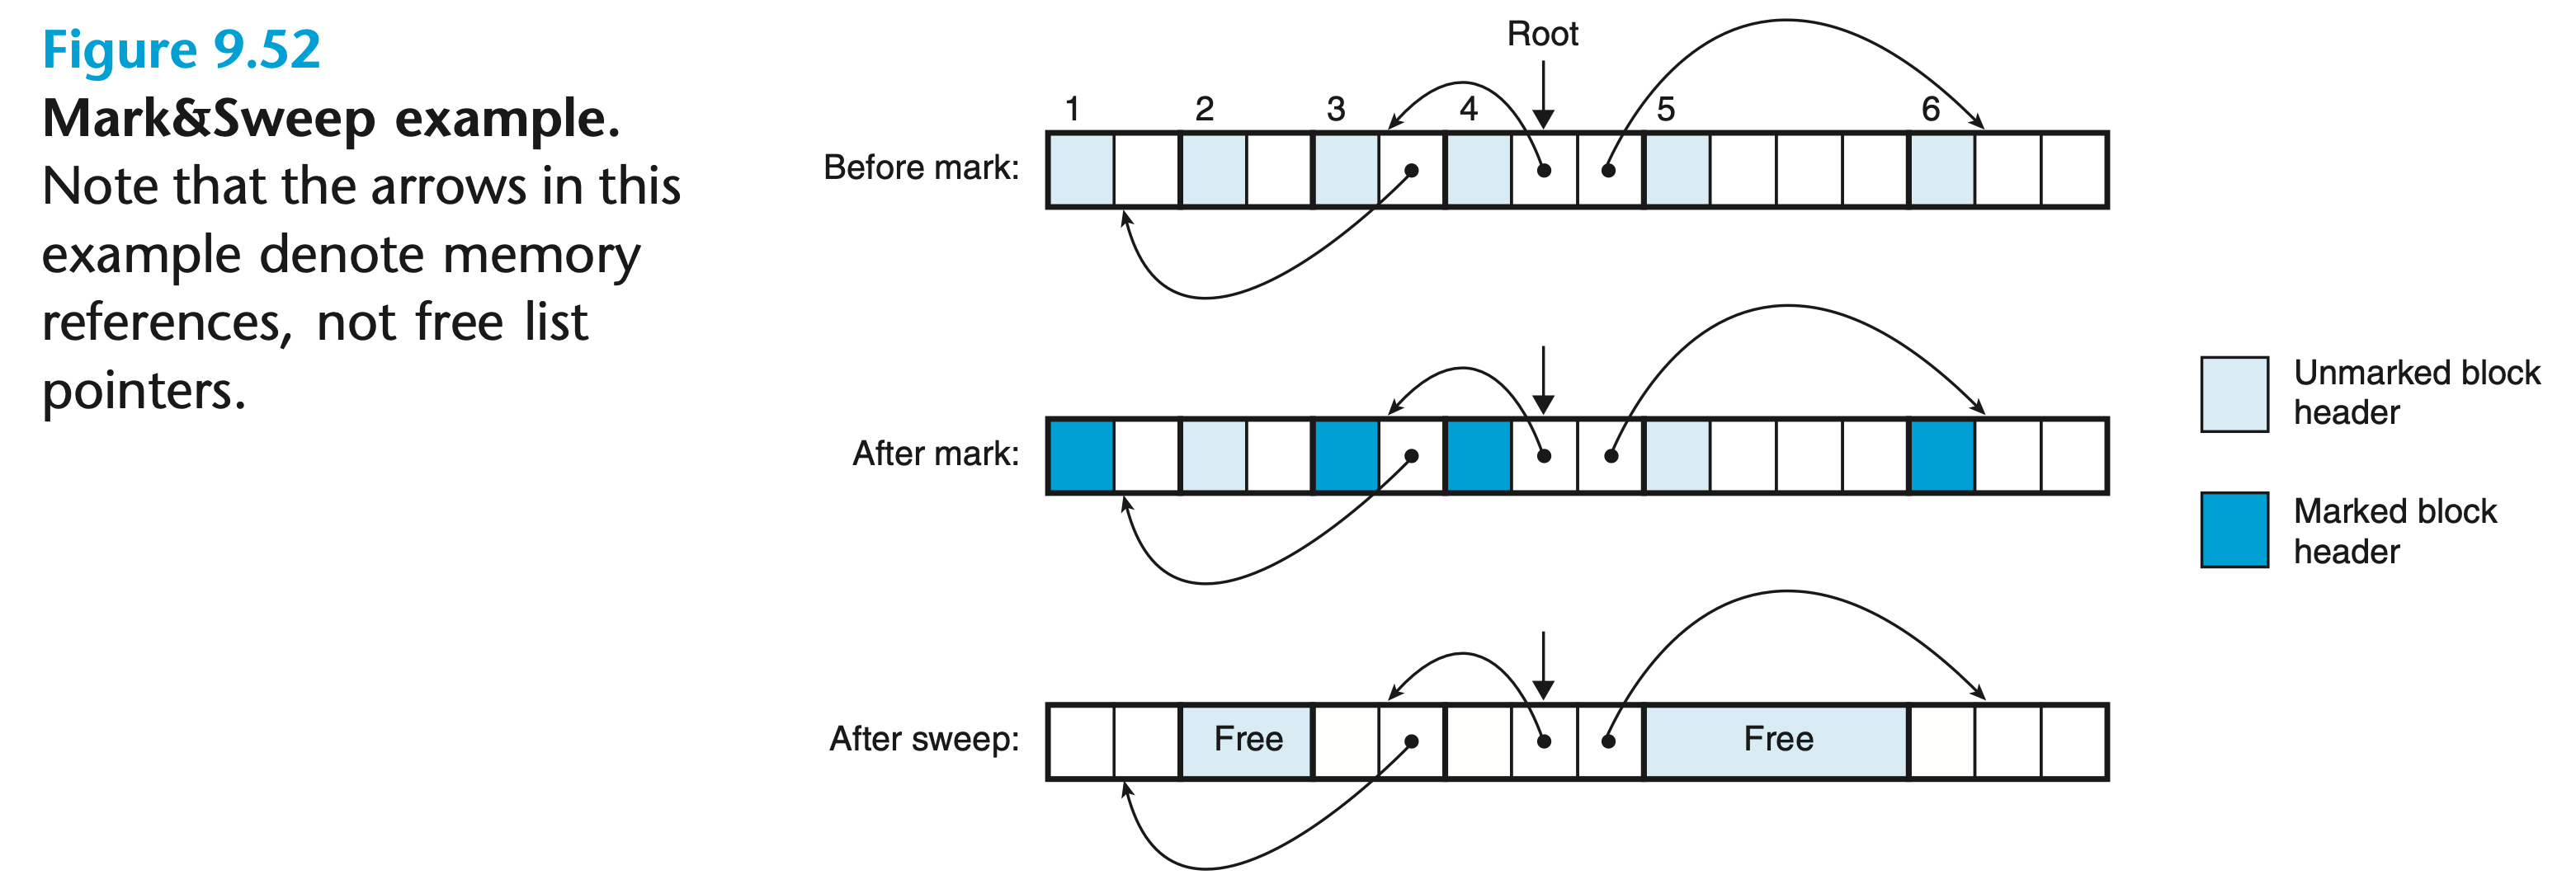 Figure 9.52
Mark&Sweep example.
Note that the arrows in this
example denote memory
references, not free list
pointers.
Root
1 2 3 4 5 6
Before mark:
After mark:
Unmarked block
header
Marked block
header
After sweep:
Free Free